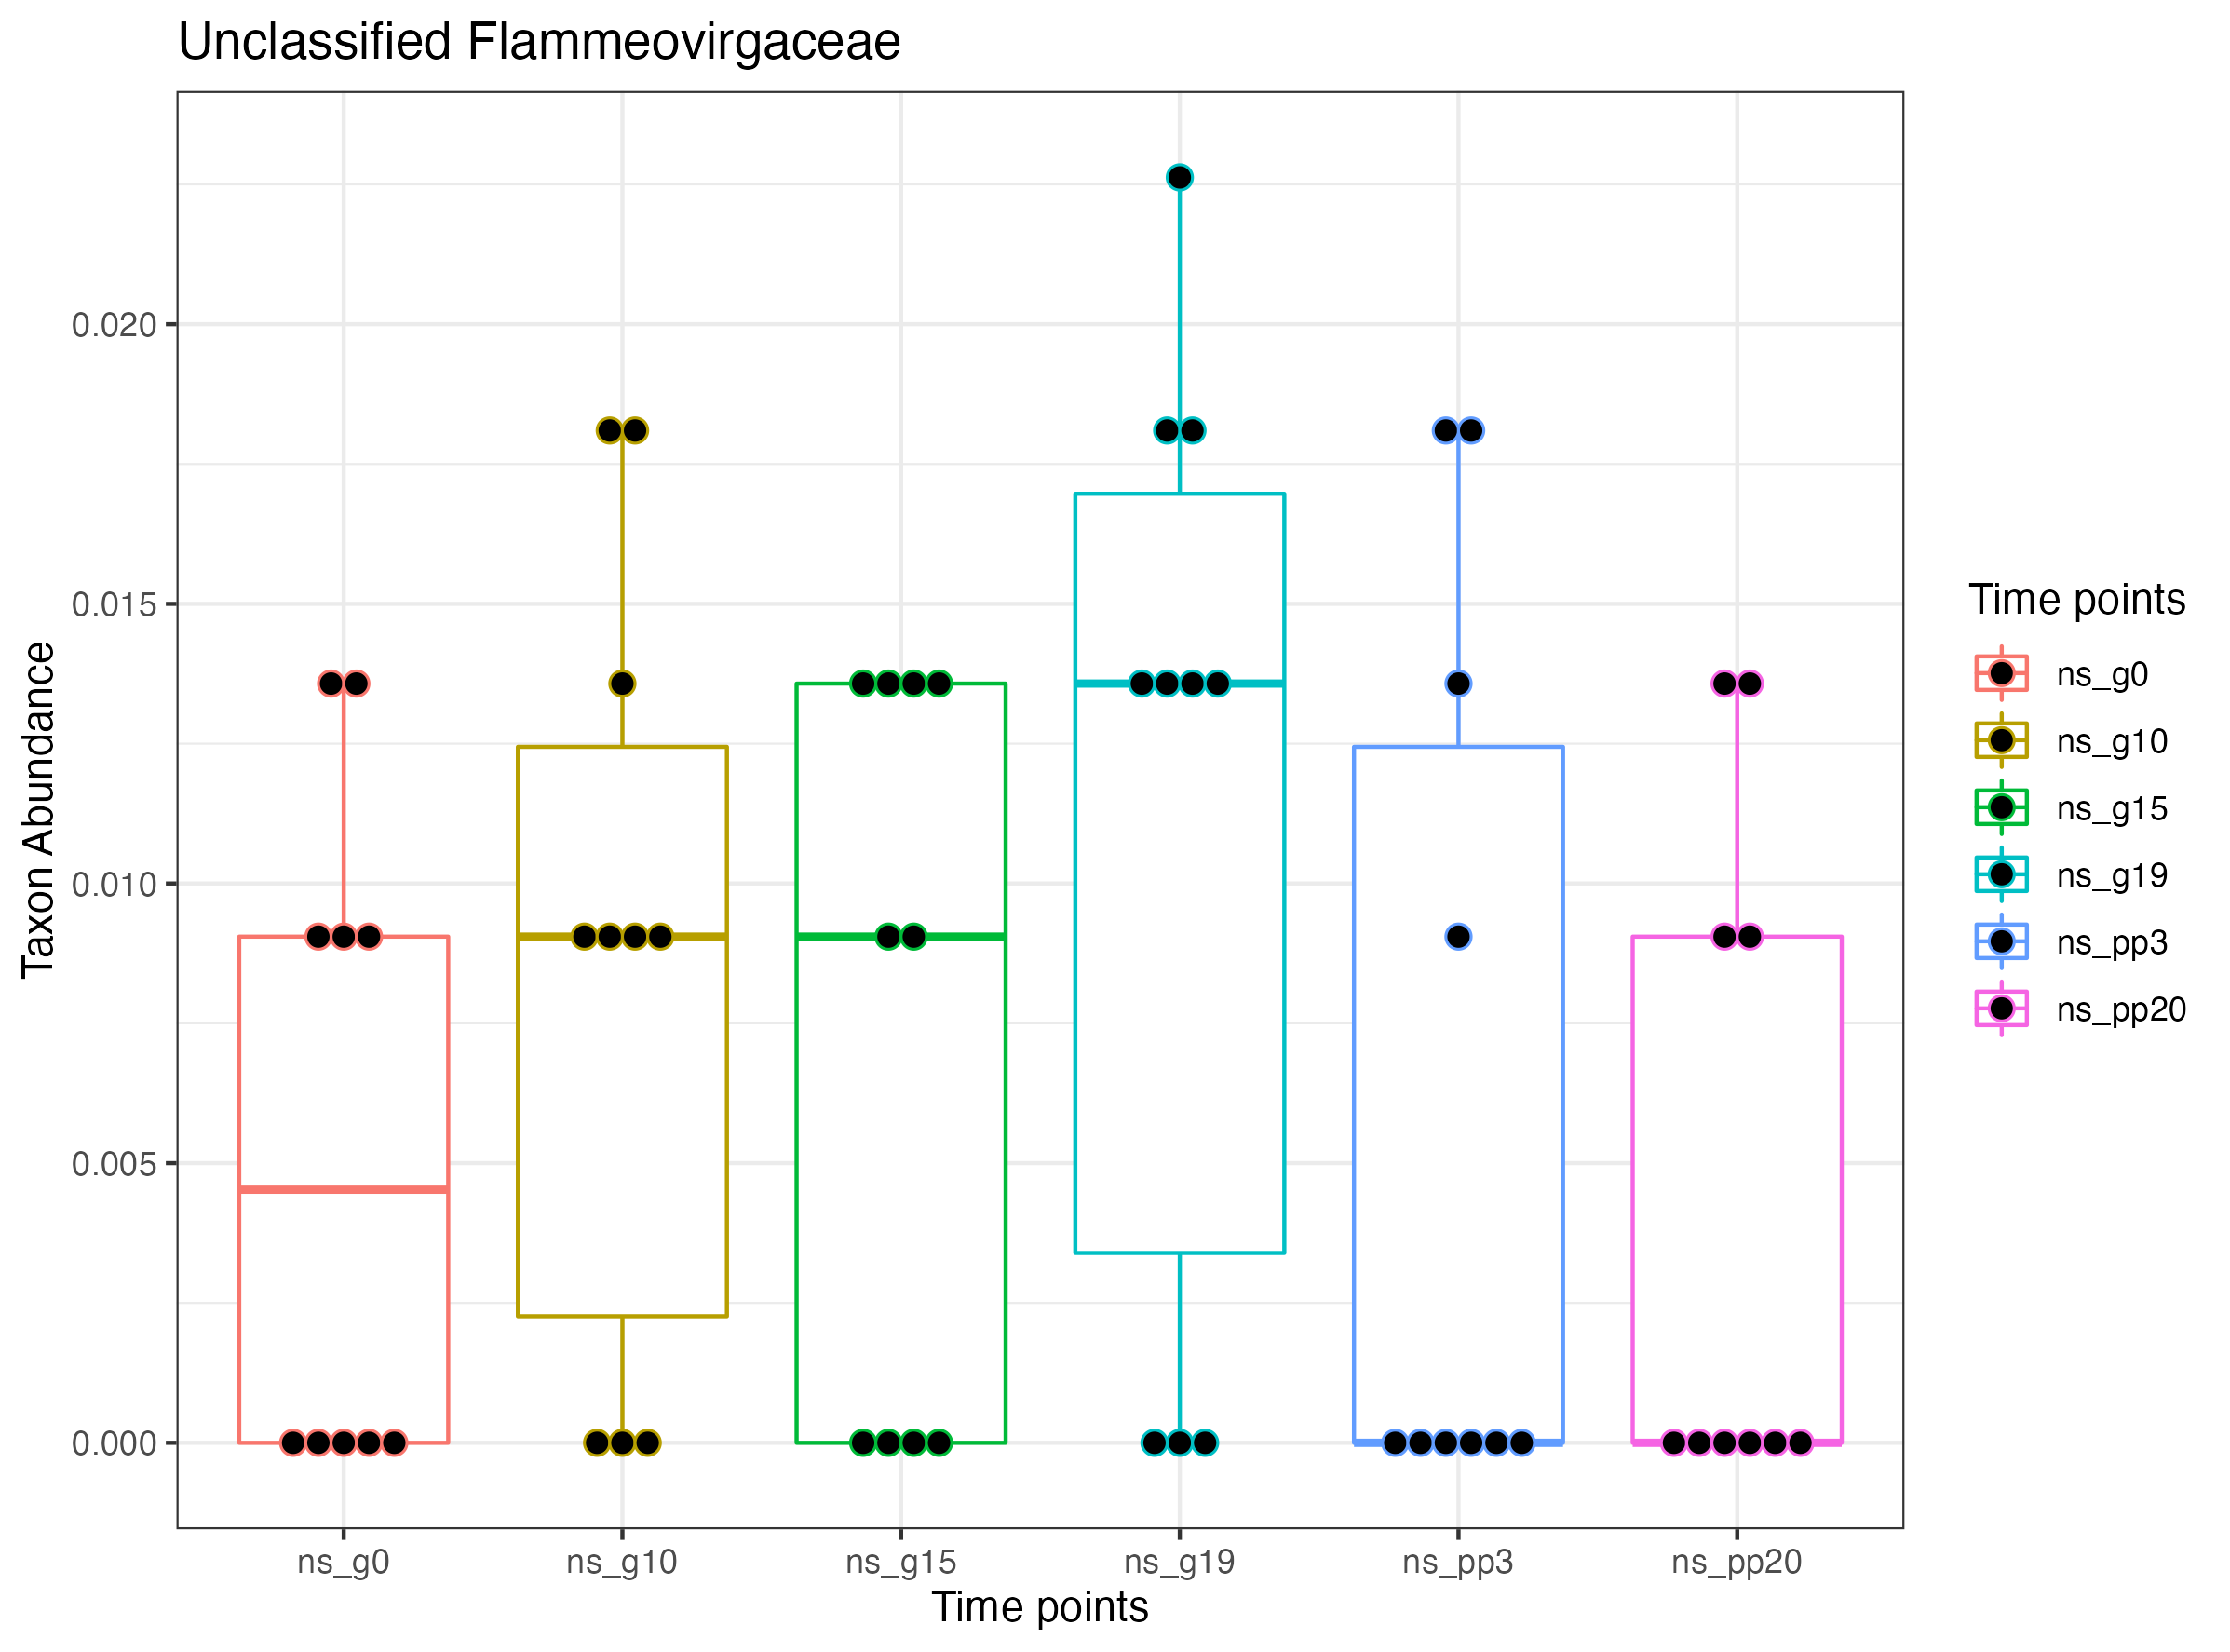 Unclassified Flammeovirgaceae
Taxon Abundance
0.020
0.015
0.010
0.005
0.000
ns_g0
ns_g10
ns_g15
ns_g19
ns_pp3
ns_pp20
Time points
Time points
ns_g0
ns_g10
ns_g15
ns_g19
ns_pp3
ns_pp20